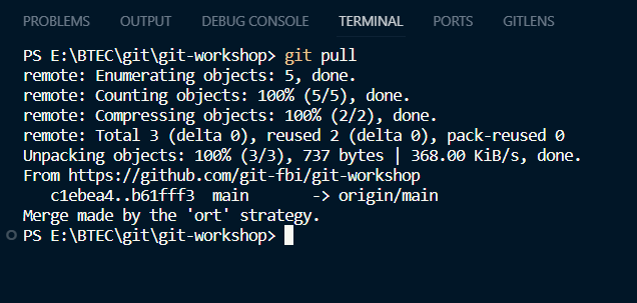 PROBLEMS OUTPUT DEBUG CONSOLE TERMINAL PORTS GITLENS
PS E:\BTEC\git\git-workshop> git pull
remote: Enumerating objects: 5, done.
remote: Counting objects: 100% (5/5), done.
remote: Compressing objects: 100% (2/2), done.
remote: Total 3 (delta 0), reused 2 (delta 0), pack-reused 0
Unpacking objects: 100% (3/3), 737 bytes | 368.00 KiB/s, done.
From https://github.com/git-fbi/git-workshop
   c1ebea4..b61fff3  main       -> origin/main
Merge made by the 'ort' strategy.
PS E:\BTEC\git\git-workshop>